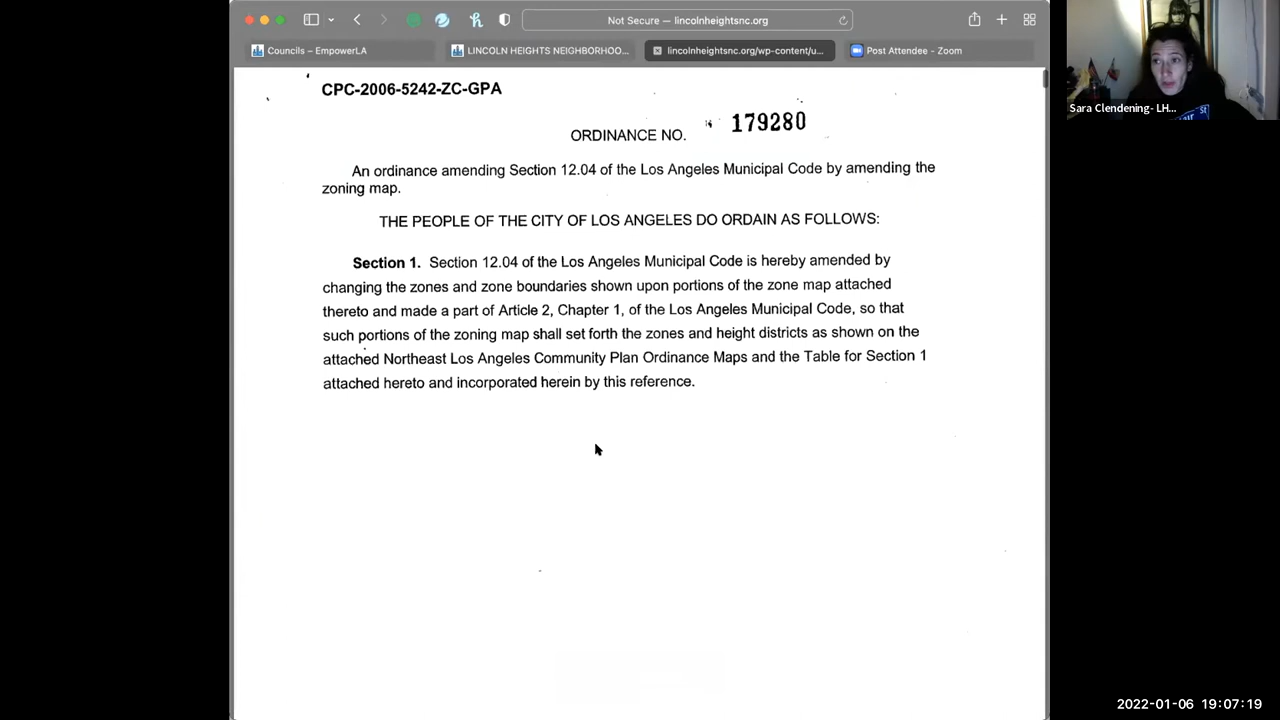 Not Secure — lincolnheightsnc.org
Councils – EmpowerLA
LINCOLN HEIGHTS NEIGHBORHOO...
lincolnheightsnc.org/wp-content/u...
Post Attendee - Zoom
CPC-2006-5242-ZC-GPA
ORDINANCE NO. 179280
An ordinance amending Section 12.04 of the Los Angeles Municipal Code by amending the
zoning map.
THE PEOPLE OF THE CITY OF LOS ANGELES DO ORDAIN AS FOLLOWS:
Section 1. Section 12.04 of the Los Angeles Municipal Code is hereby amended by
changing the zones and zone boundaries shown upon portions of the zone map attached
thereto and made a part of Article 2, Chapter 1, of the Los Angeles Municipal Code, so that
such portions of the zoning map shall set forth the zones and height districts as shown on the
attached Northeast Los Angeles Community Plan Ordinance Maps and the Table for Section 1
attached hereto and incorporated herein by this reference.
Sara Clendening- LH...
2022-01-06 19:07:19